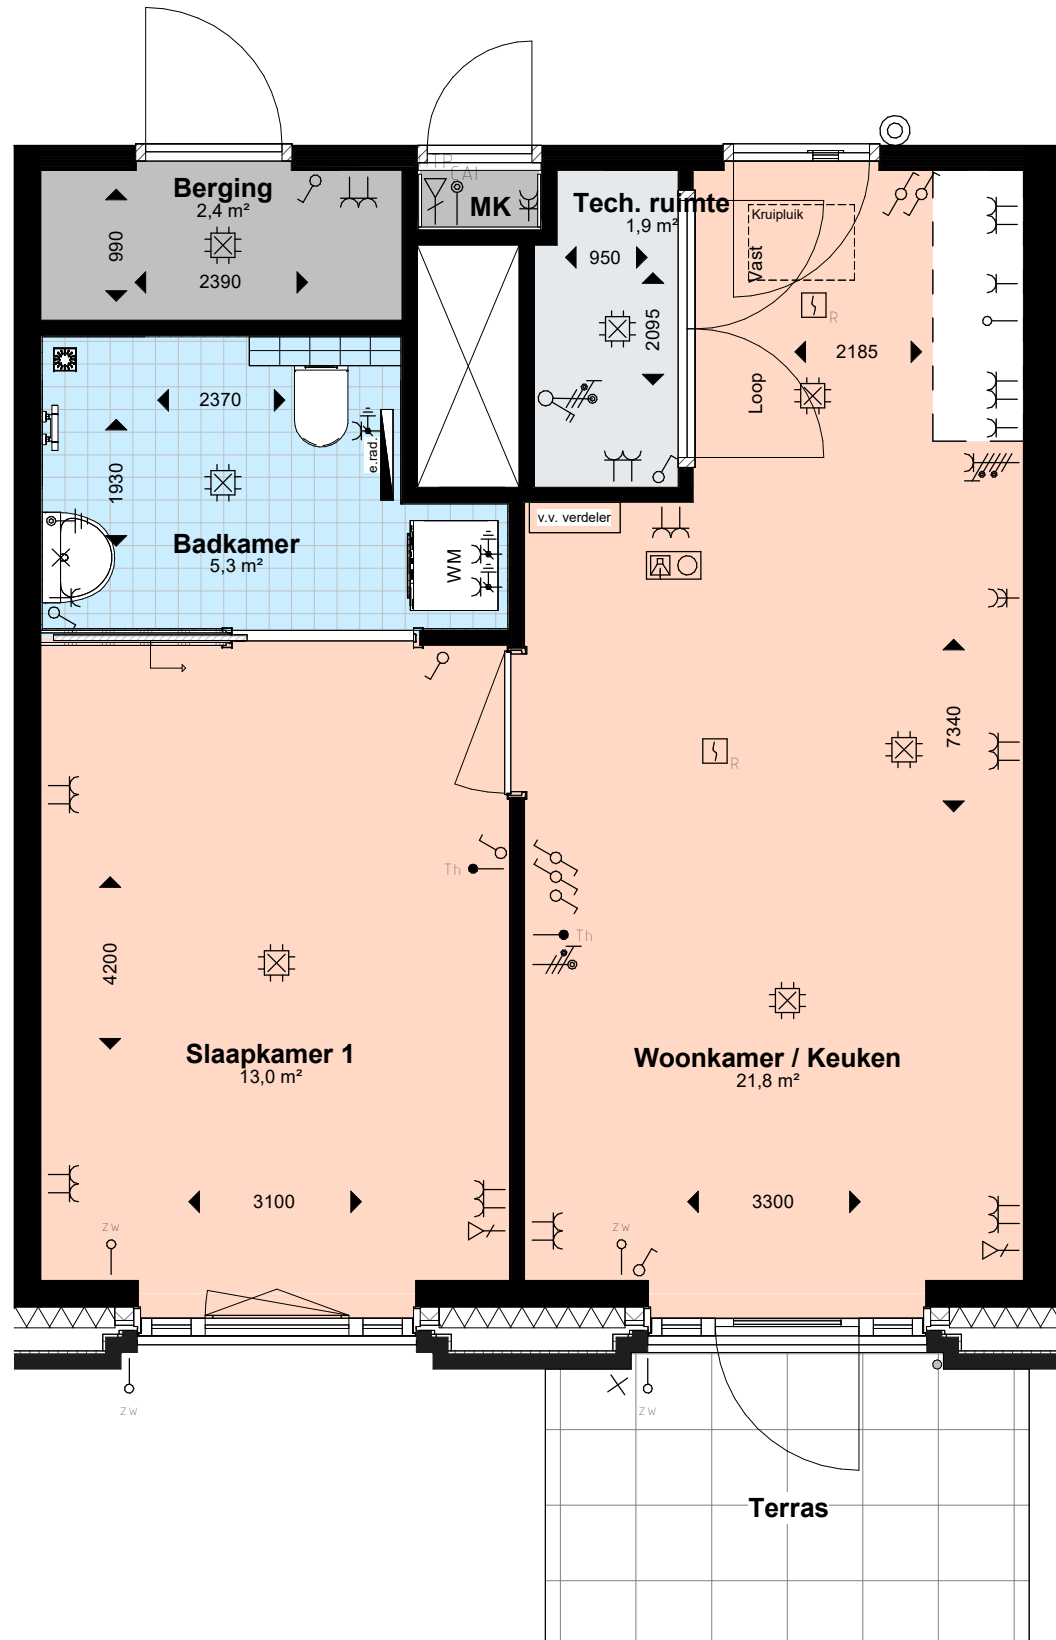 Berging
2,4 m²
990
2390
CAI
MK
Tech. ruimte
1,9 m²
950
2095
Kruipluik
Vast
R
2185
Loop
2370
1930
e.rad.
Badkamer
5,3 m²
WM
v.v. verdeler
R
7340
Th
Th
4200
Slaapkamer 1
13,0 m²
Woonkamer / Keuken
21,8 m²
3100
3300
zw
zw
zw
zw
Terras